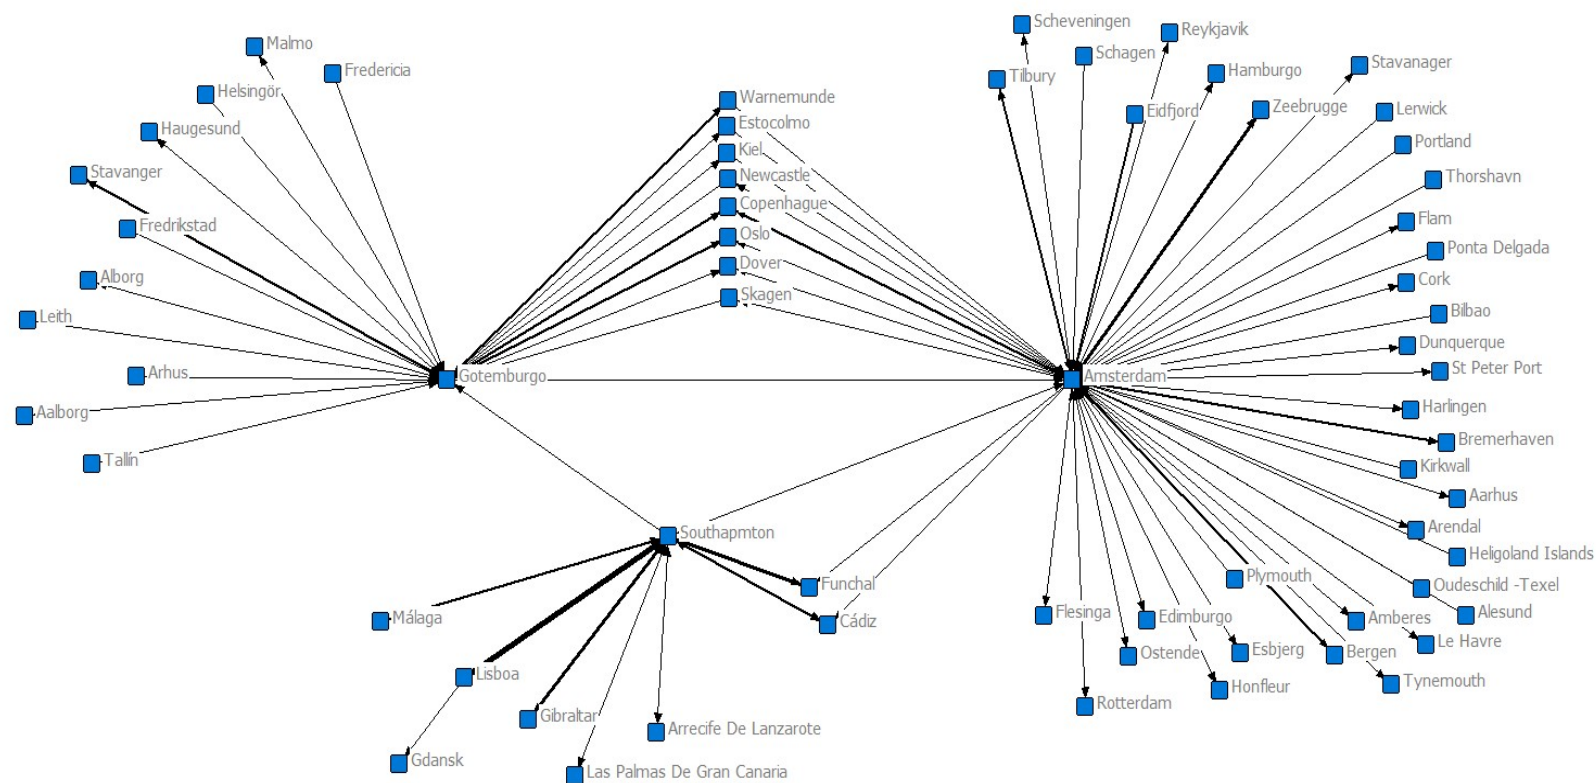 Scheveningen
Reykjavik
Malmo
Schagen
Fredericia
Tilbury
Hamburgo
Stavanager
Helsingör
Warnemunde
Eidfjord
Zeebrugge
Lerwick
Haugesund
Estocolmo
Portland
Kiel
Stavanger
Newcastle
Thorshavn
Copenhague
Flam
Fredrikstad
Oslo
Ponta Delgada
Alborg
Dover
Cork
Skagen
Bilbao
Leith
Dunquerque
Arhus
Gotemburgo
Amsterdam
St Peter Port
Aalborg
Harlingen
Bremerhaven
Tallín
Kirkwall
Aarhus
Southapmton
Arendal
Heligoland Islands
Funchal
Plymouth
Oudeschild -Texel
Málaga
Cádiz
Flesinga
Edimburgo
Amberes
Alesund
Lisboa
Ostende
Esbjerg
Bergen
Le Havre
Gibraltar
Arrecife De Lanzarote
Rotterdam
Honfleur
Tynemouth
Gdansk
Las Palmas De Gran Canaria